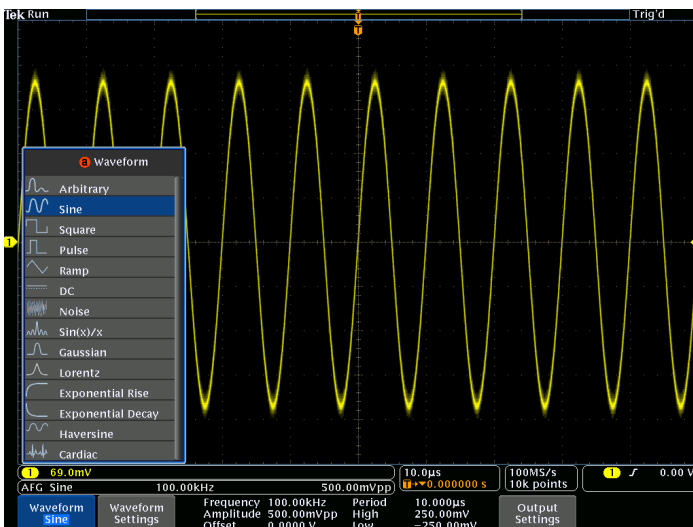 Tek Run Trig'd
T
T
a Waveform
Arbitrary
Sine
Square
1
Pulse
Ramp
DC
Noise
Sin(x)/x
Gaussian
Lorentz
Exponential Rise
Exponential Decay
Haversine
Cardiac
1 69.0mV 10.0µs 100MS/s 1 0.00 V
T→▼0.000000 s 10k points
AFG Sine 100.00kHz 500.00mVpp
Waveform Waveform Frequency 100.00kHz Period 10.000µs Output
Sine Settings Amplitude 500.00mVpp High 250.00mV Settings
Offset 0.0000 V Low −250.00mV